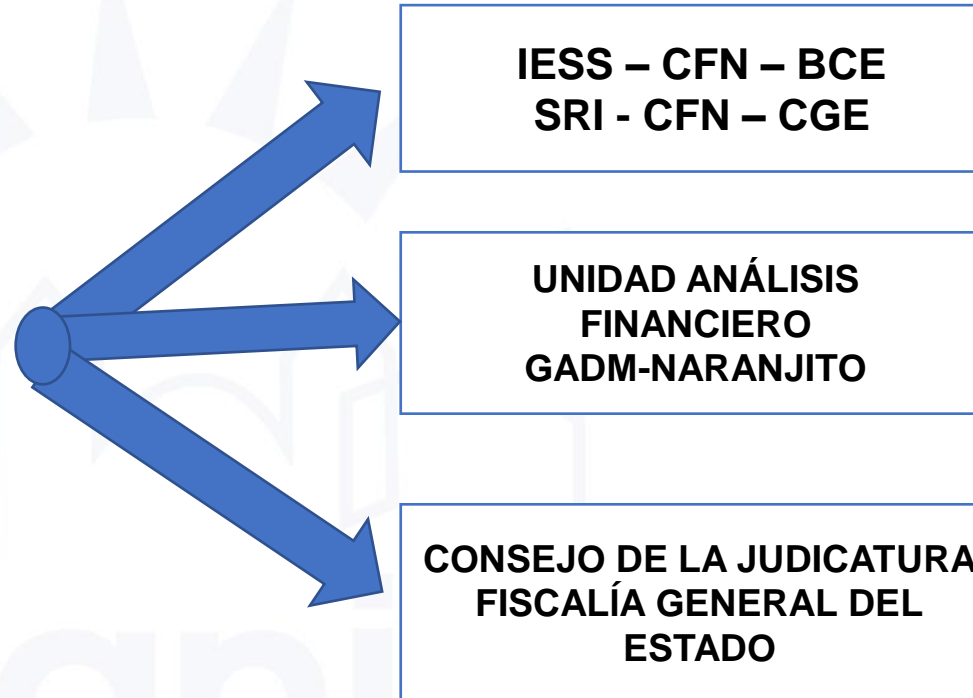 IESS – CFN – BCE
SRI - CFN – CGE
UNIDAD ANÁLISIS
FINANCIERO
GADM-NARANJITO
CONSEJO DE LA JUDICATURA
FISCALÍA GENERAL DEL
ESTADO